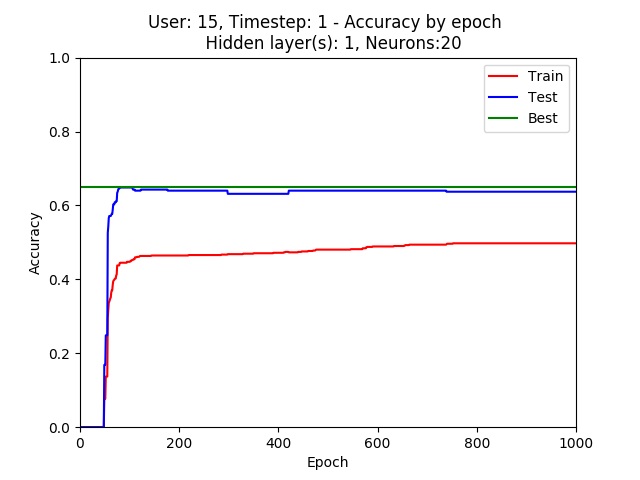 User: 15, Timestep: 1 - Accuracy by epoch
Hidden layer(s): 1, Neurons:20
1.0
0.8
0.6
0.4
0.2
0.0
Accuracy
Train
Test
Best
0 200 400 600 800 1000
Epoch